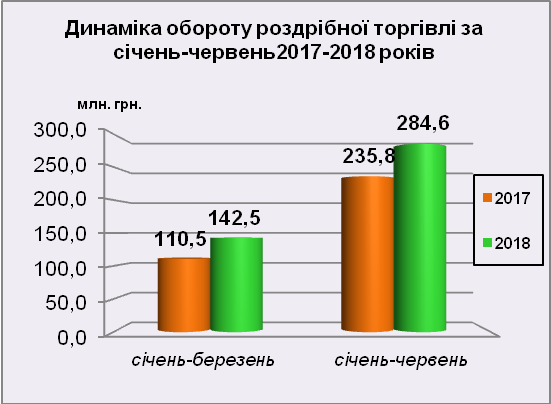 Динаміка обороту роздрібної торгівлі за
січень-червень2017-2018 років
млн. грн.
300,0
250,0
200,0
150,0
100,0
50,0
0,0
110,5
142,5
235,8
284,6
січень-березень
січень-червень
2017
2018